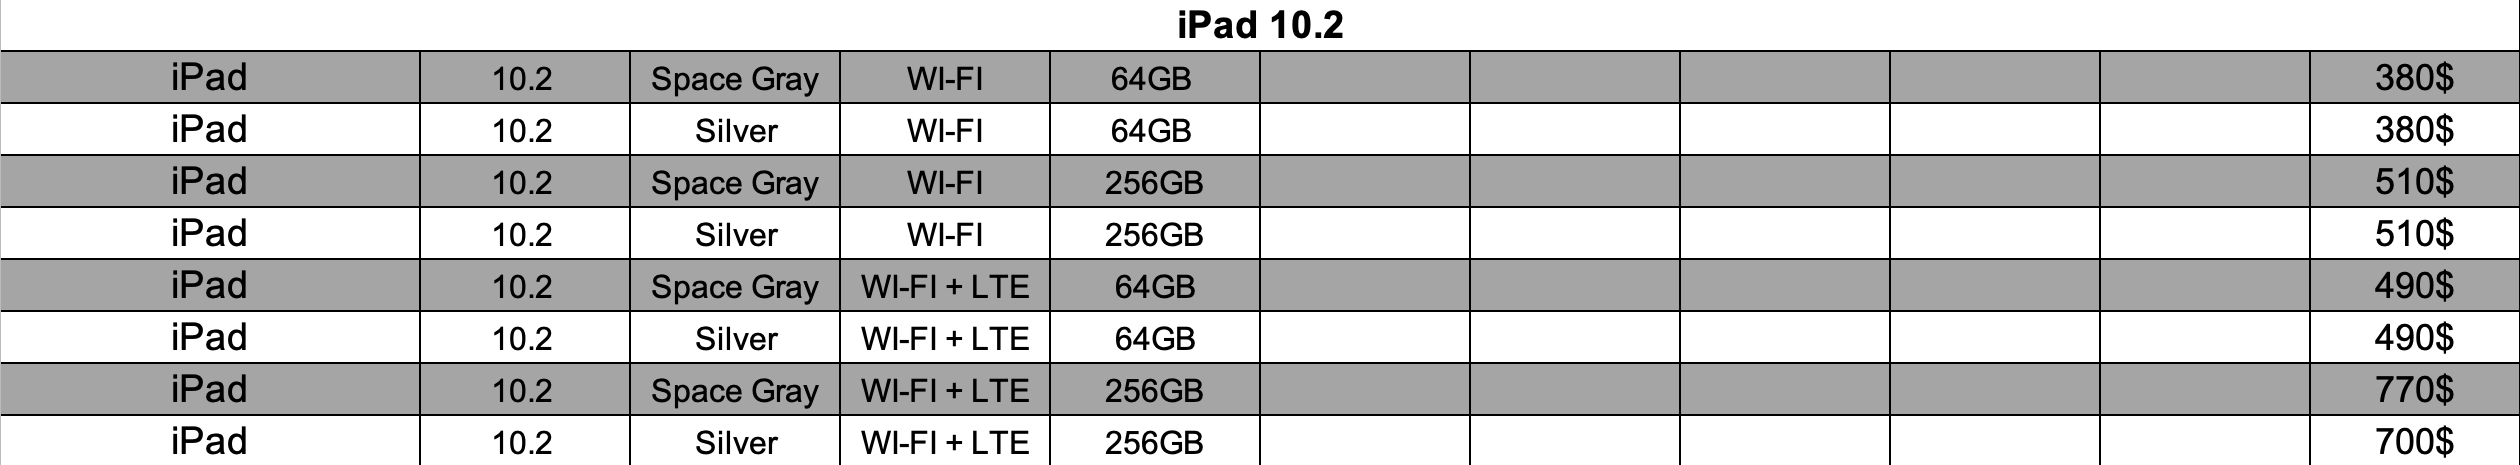 iPad 10.2
iPad 10.2 Space Gray WI-FI 64GB 380$
iPad 10.2 Silver WI-FI 64GB 380$
iPad 10.2 Space Gray WI-FI 256GB 510$
iPad 10.2 Silver WI-FI 256GB 510$
iPad 10.2 Space Gray WI-FI + LTE 64GB 490$
iPad 10.2 Silver WI-FI + LTE 64GB 490$
iPad 10.2 Space Gray WI-FI + LTE 256GB 770$
iPad 10.2 Silver WI-FI + LTE 256GB 700$